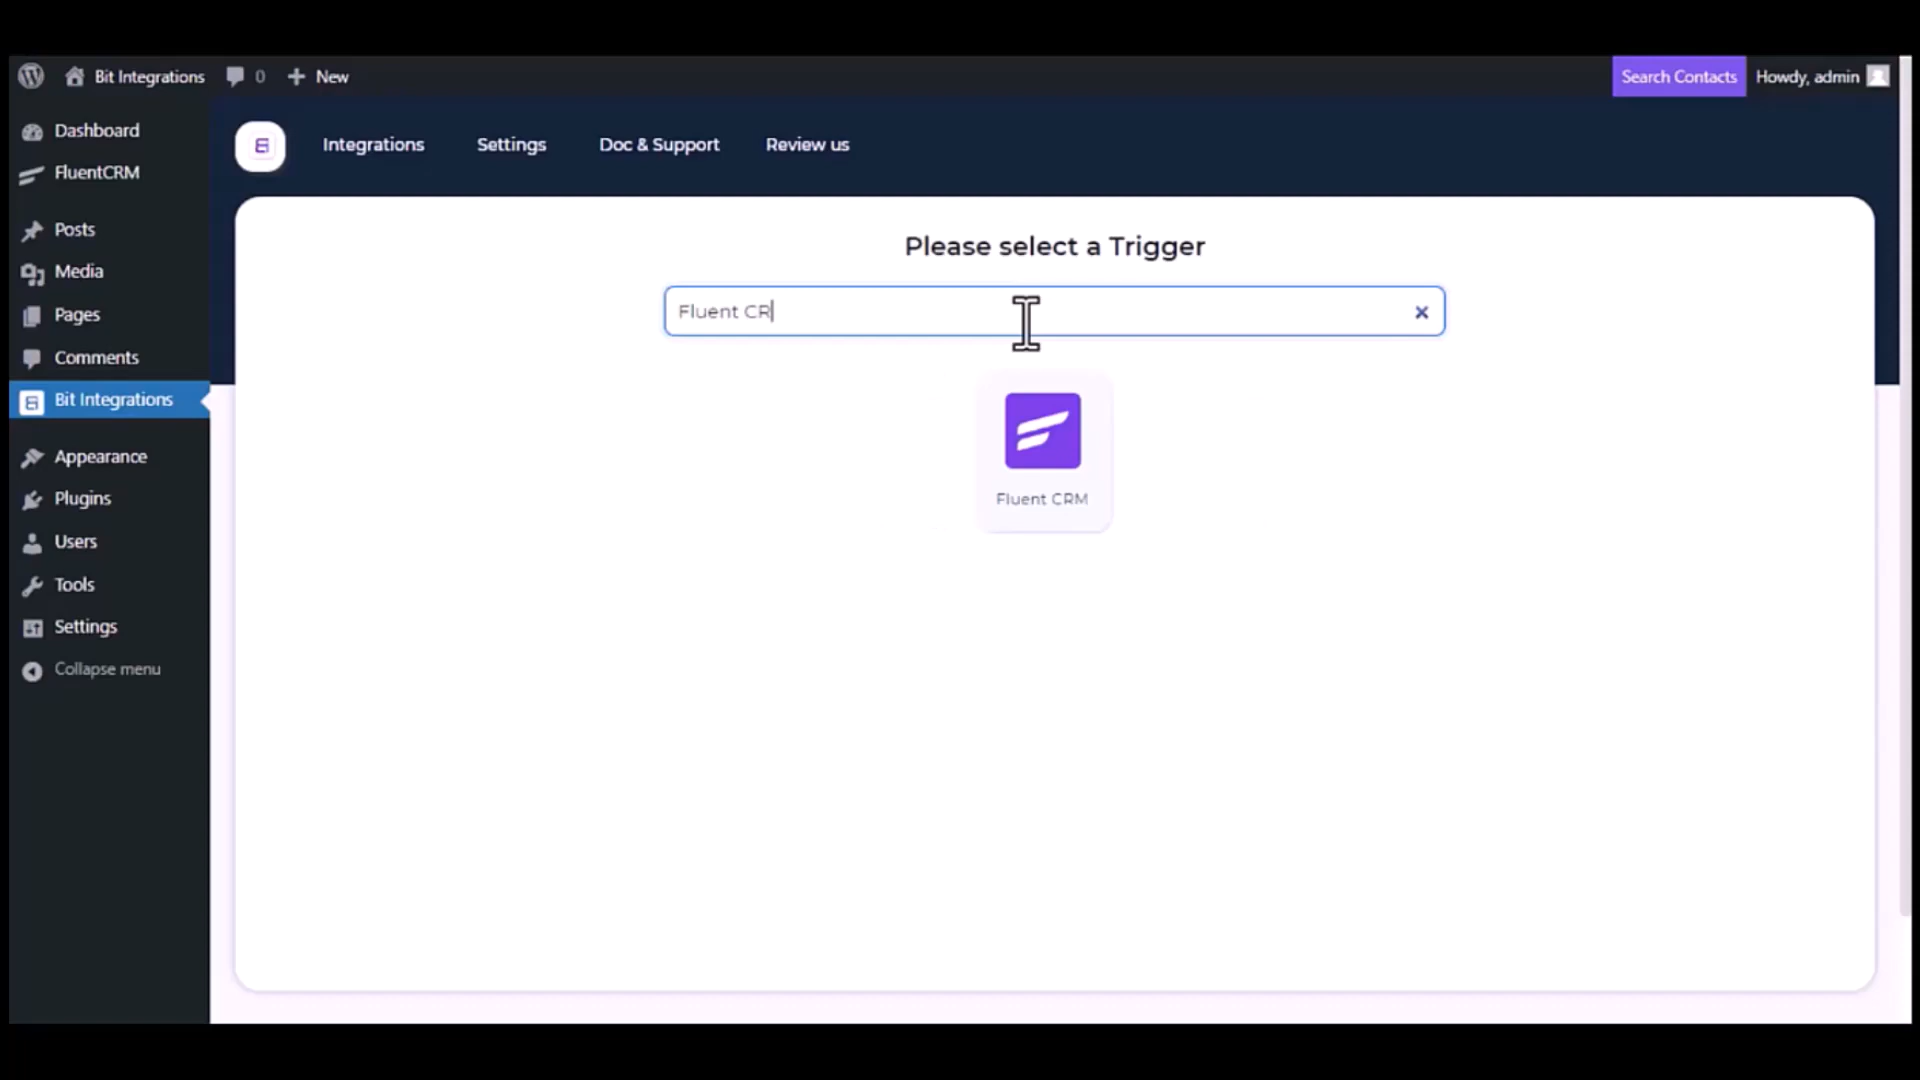 Bit Integrations 0 New Search Contacts Howdy, admin
Dashboard
FluentCRM
Posts
Media
Pages
Comments
Bit Integrations
Appearance
Plugins
Users
Tools
Settings
Collapse menu
Integrations Settings Doc & Support Review us
Please select a Trigger
Fluent CR
Fluent CRM